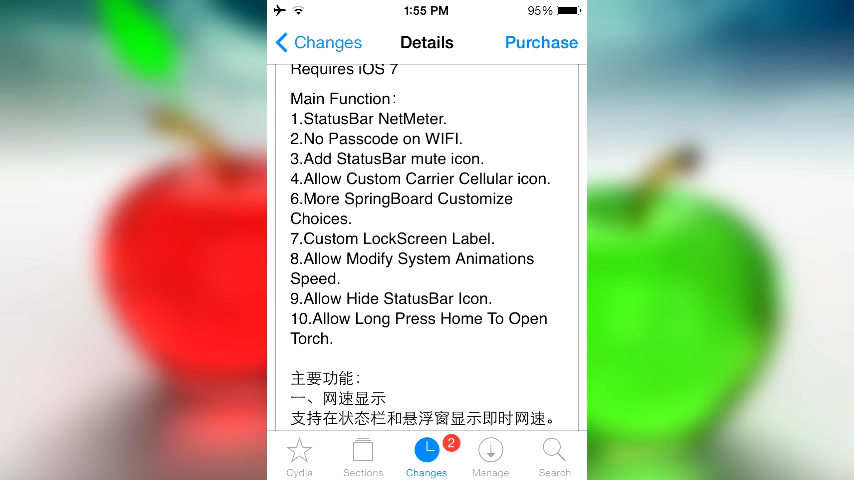 1:55 PM
95%
Changes
Details
Purchase
Requires iOS 7
Main Function:
1.StatusBar NetMeter.
2.No Passcode on WIFI.
3.Add StatusBar mute icon.
4.Allow Custom Carrier Cellular icon.
6.More SpringBoard Customize
Choices.
7.Custom LockScreen Label.
8.Allow Modify System Animations
Speed.
9.Allow Hide StatusBar Icon.
10.Allow Long Press Home To Open
Torch.
主要功能：
一、网速显示
支持在状态栏和悬浮窗显示即时网速。
2
Cydia
Sections
Changes
Manage
Search